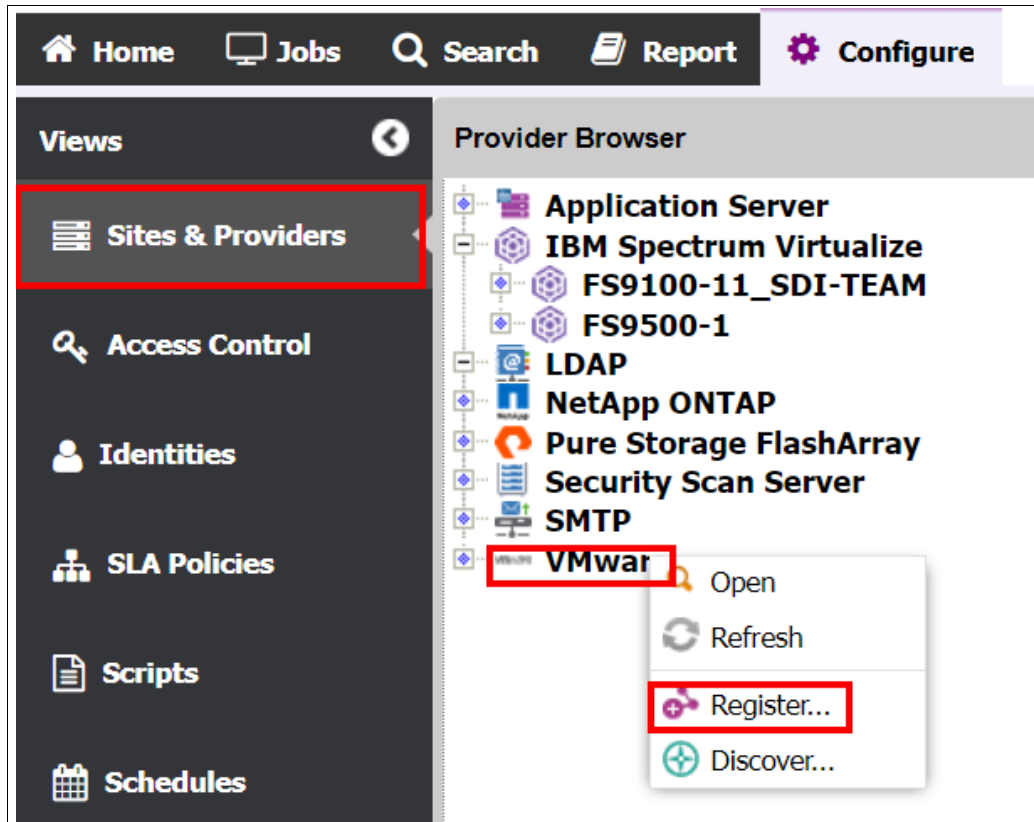 Home Jobs Search Report Configure
Views
Provider Browser
Sites & Providers
Access Control
Identities
SLA Policies
Scripts
Schedules
Application Server
IBM Spectrum Virtualize
FS9100-11_SDI-TEAM
FS9500-1
LDAP
NetApp ONTAP
Pure Storage FlashArray
Security Scan Server
SMTP
VMwar
Open
Refresh
Register...
Discover...